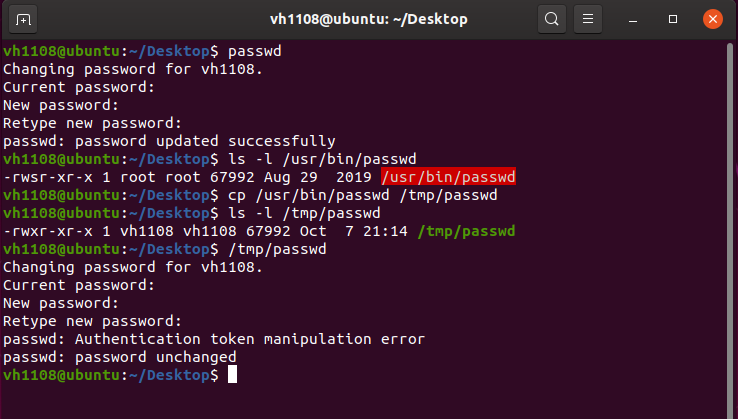 vh1108@ubuntu: ~/Desktop
vh1108@ubuntu:~/Desktop$ passwd
Changing password for vh1108.
Current password:
New password:
Retype new password:
passwd: password updated successfully
vh1108@ubuntu:~/Desktop$ ls -l /usr/bin/passwd
-rwsr-xr-x 1 root root 67992 Aug 29  2019 /usr/bin/passwd
vh1108@ubuntu:~/Desktop$ cp /usr/bin/passwd /tmp/passwd
vh1108@ubuntu:~/Desktop$ ls -l /tmp/passwd
-rwxr-xr-x 1 vh1108 vh1108 67992 Oct  7 21:14 /tmp/passwd
vh1108@ubuntu:~/Desktop$ /tmp/passwd
Changing password for vh1108.
Current password:
New password:
Retype new password:
passwd: Authentication token manipulation error
passwd: password unchanged
vh1108@ubuntu:~/Desktop$